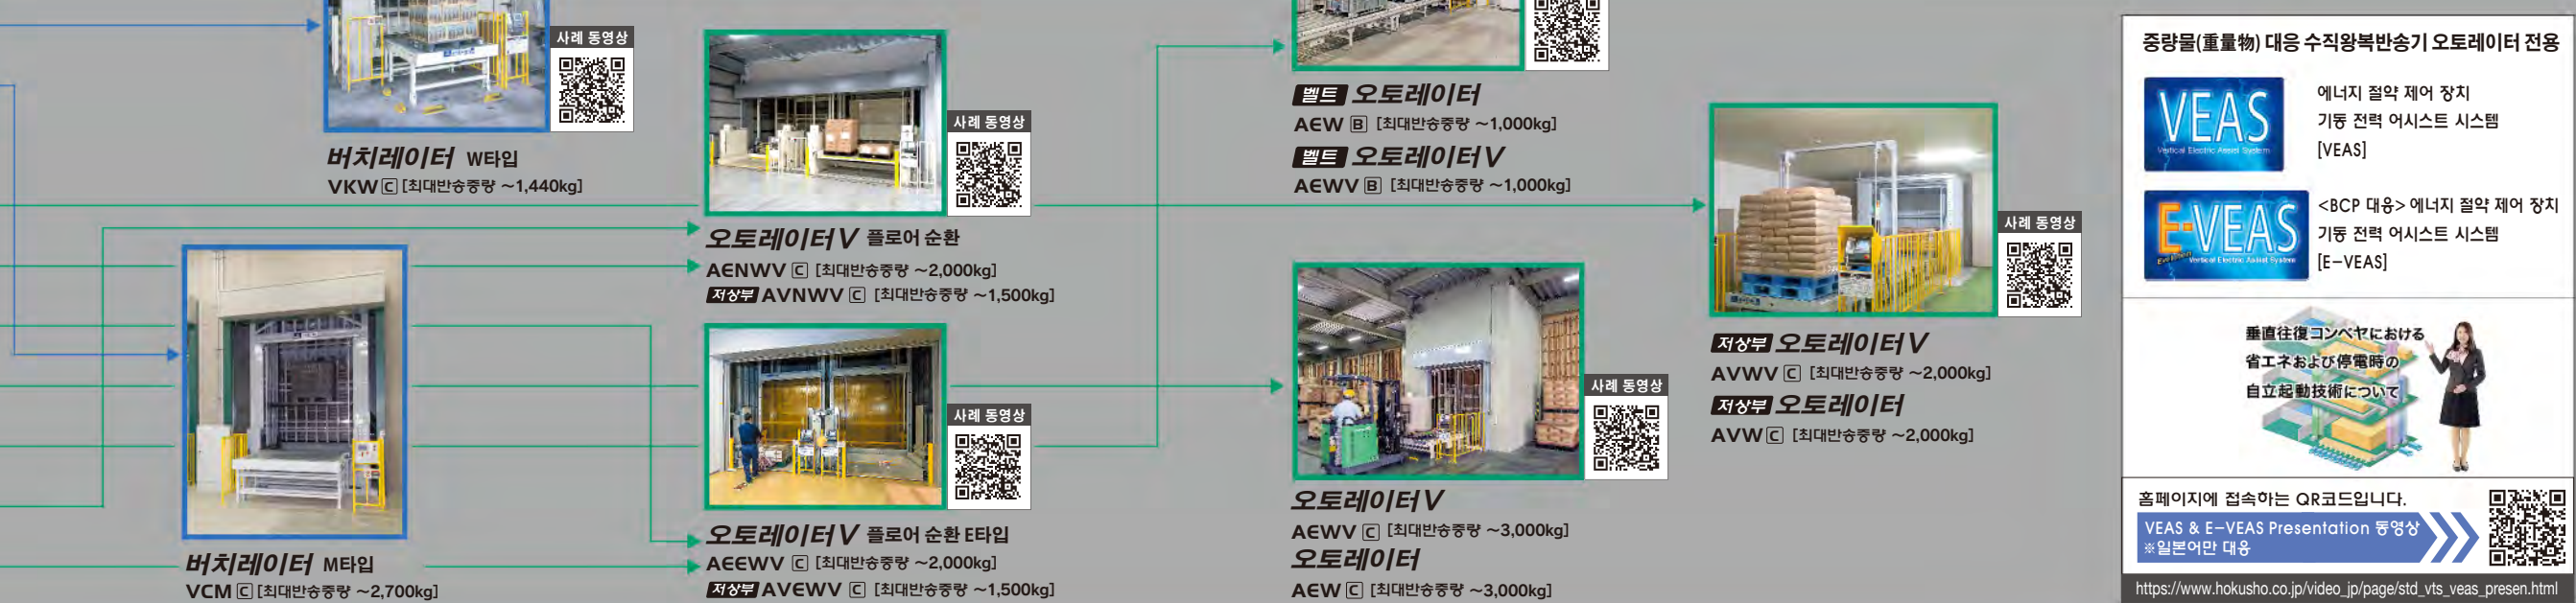 사례 동영상
버치레이터 W타입
VKW C [최대반송중량 ~1,440kg]
버치레이터 M타입
VCM C [최대반송중량 ~2,700kg]
사례 동영상
오토레이터V 플로어 순환
AENWV C [최대반송중량 ~2,000kg]
저상부 AVNWV C [최대반송중량 ~1,500kg]
사례 동영상
오토레이터V 플로어 순환 E타입
AEEWV C [최대반송중량 ~2,000kg]
저상부 AVEWV C [최대반송중량 ~1,500kg]
벨트 오토레이터
AEW B [최대반송중량 ~1,000kg]
벨트 오토레이터V
AEWV B [최대반송중량 ~1,000kg]
사례 동영상
오토레이터V
AEWV C [최대반송중량 ~3,000kg]
오토레이터
AEW C [최대반송중량 ~3,000kg]
사례 동영상
저상부 오토레이터V
AVWV C [최대반송중량 ~2,000kg]
저상부 오토레이터
AVW C [최대반송중량 ~2,000kg]
중량물(重量物) 대응 수직왕복반송기 오토레이터 전용
VEAS
Vertical Electric Assist System
에너지 절약 제어 장치
기동 전력 어시스트 시스템
[VEAS]
E-VEAS
Vertical Electric Assist System
<BCP 대응> 에너지 절약 제어 장치
기동 전력 어시스트 시스템
[E-VEAS]
垂直往復コンベヤにおける
省エネおよび停電時の
自立起動技術について
홈페이지에 접속하는 QR코드입니다.
VEAS & E-VEAS Presentation 동영상
※일본어만 대응
https://www.hokusho.co.jp/video_jp/page/std_vts_veas_presen.html